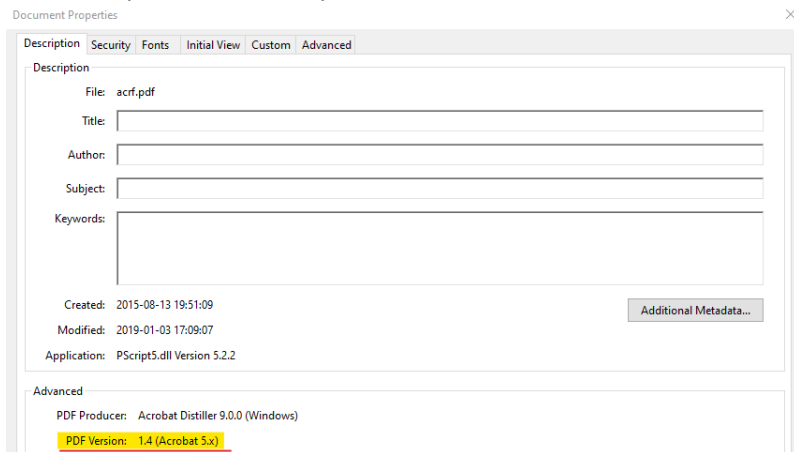 Document Properties
Description Security Fonts Initial View Custom Advanced
Description
File: acrf.pdf
Title:
Author:
Subject:
Keywords:
Created: 2015-08-13 19:51:09
Additional Metadata...
Modified: 2019-01-03 17:09:07
Application: PScript5.dll Version 5.2.2
Advanced
PDF Producer: Acrobat Distiller 9.0.0 (Windows)
PDF Version: 1.4 (Acrobat 5.x)